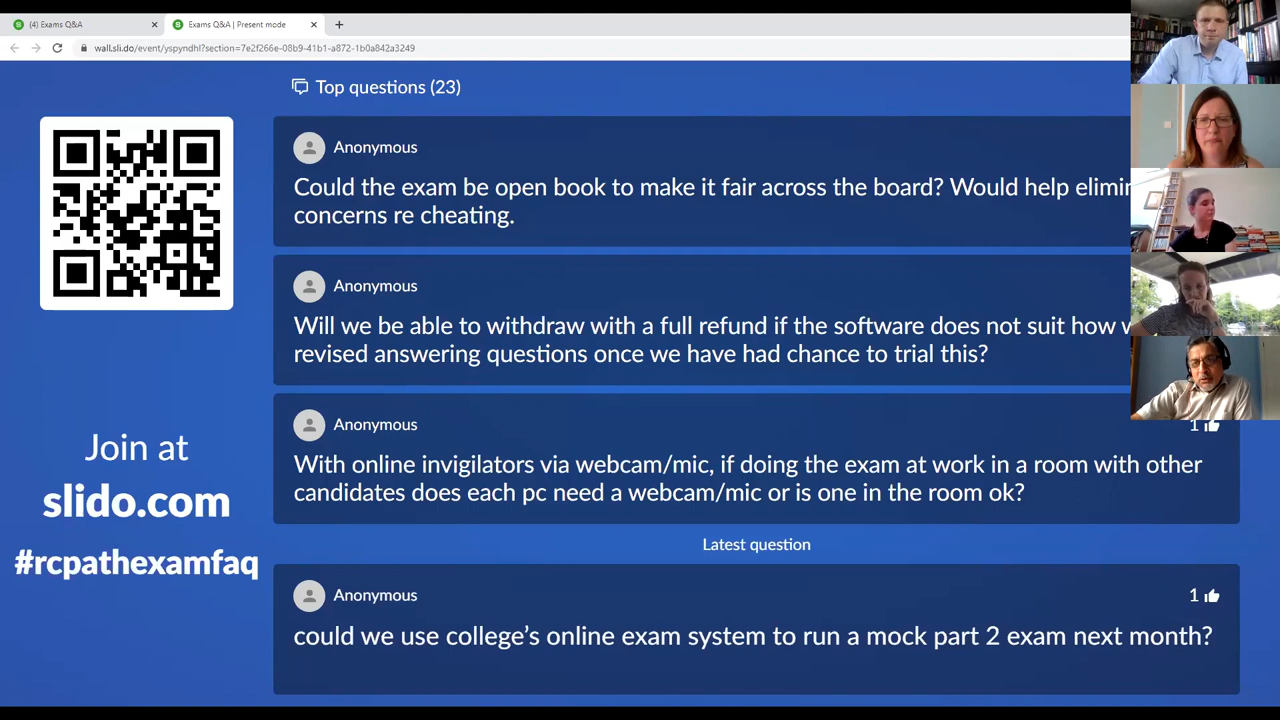 (4) Exams Q&A
Exams Q&A | Present mode
wall.sli.do/event/yspyndhl?section=7e2f266e-08b9-41b1-a872-1b0a842a3249
Top questions (23)
Anonymous
Could the exam be open book to make it fair across the board? Would help
concerns re cheating.
Anonymous
Will we be able to withdraw with a full refund if the software does not suit how
revised answering questions once we have had chance to trial this?
Anonymous
1
With online invigilators via webcam/mic, if doing the exam at work in a room with other
candidates does each pc need a webcam/mic or is one in the room ok?
Join at
slido.com
#rcpathexamfaq
Latest question
Anonymous
1
could we use college’s online exam system to run a mock part 2 exam next month?